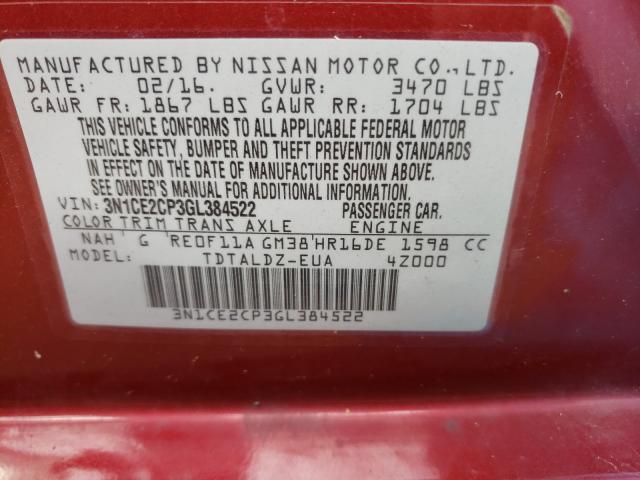 MANUFACTURED BY NISSAN MOTOR CO., LTD.
DATE: 02/16. GVWR: 3470 LBS
GAWR FR: 1867 LBS GAWR RR: 1704 LBS
THIS VEHICLE CONFORMS TO ALL APPLICABLE FEDERAL MOTOR
VEHICLE SAFETY, BUMPER AND THEFT PREVENTION STANDARDS
IN EFFECT ON THE DATE OF MANUFACTURE SHOWN ABOVE.
SEE OWNER'S MANUAL FOR ADDITIONAL INFORMATION.
VIN: 3N1CE2CP3GL384522 PASSENGER CAR.
COLOR TRIM TRANS AXLE ENGINE
NAH G RE0F11A GM38 HR16DE 1598 CC
MODEL: TDTALDZ-EUA 4Z000
3N1CE2CP3GL384522